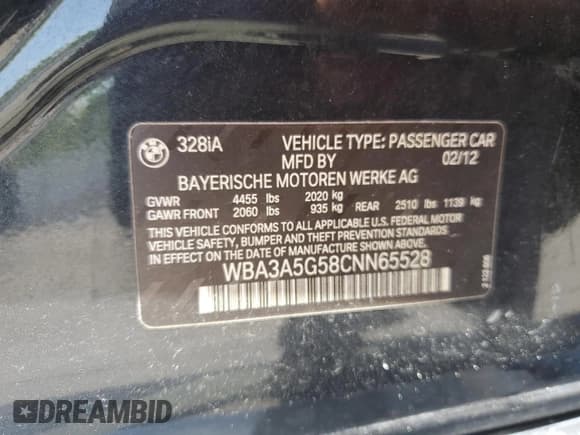 BMW
328iA VEHICLE TYPE: PASSENGER CAR
MFD BY 02/12
BAYERISCHE MOTOREN WERKE AG
GVWR 4455 lbs 2020 kg
GAWR FRONT 2060 lbs 935 kg REAR 2510 lbs 1139 kg
THIS VEHICLE CONFORMS TO ALL APPLICABLE U.S. FEDERAL MOTOR
VEHICLE SAFETY, BUMPER AND THEFT PREVENTION STANDARDS
IN EFFECT ON THE DATE OF MANUFACTURE SHOWN ABOVE.
WBA3A5G58CNN65528
DREAMBID